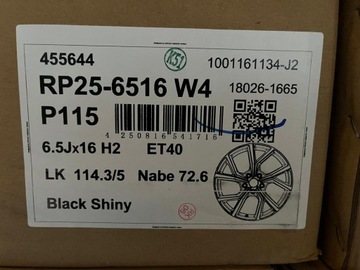 455644
1001161134-J2
RP25-6516 W4
18026-1665
P115
4 250816 541716
6.5Jx16 H2 ET40
LK 114.3/5 Nabe 72.6
Black Shiny